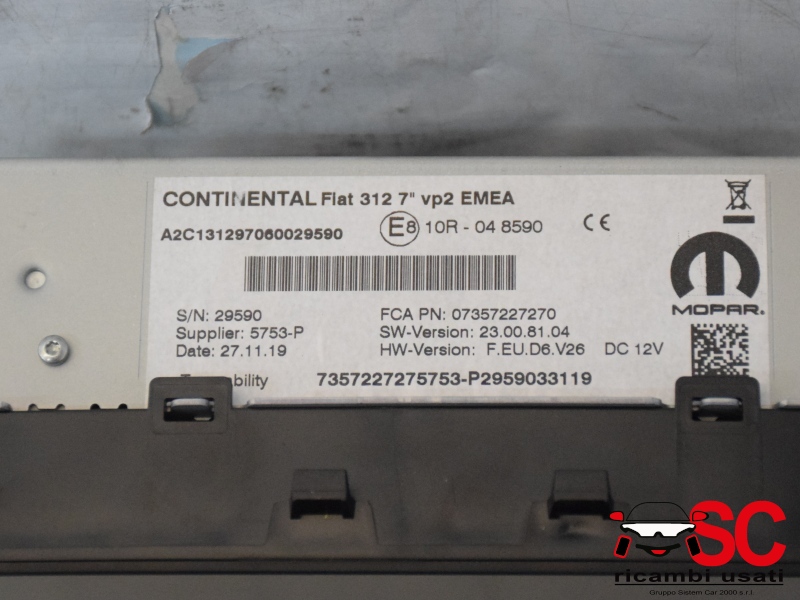 CONTINENTAL Fiat 312 7" vp2 EMEA
A2C131297060029590
E8 10R - 04 8590
CE
S/N: 29590
Supplier: 5753-P
Date: 27.11.19
FCA PN: 07357227270
SW-Version: 23.00.81.04
HW-Version: F.EU.D6.V26 DC 12V
MOPAR.
7357227275753-P2959033119
SC
ricambi usati
Gruppo Sistem Car 2000 s.r.l.